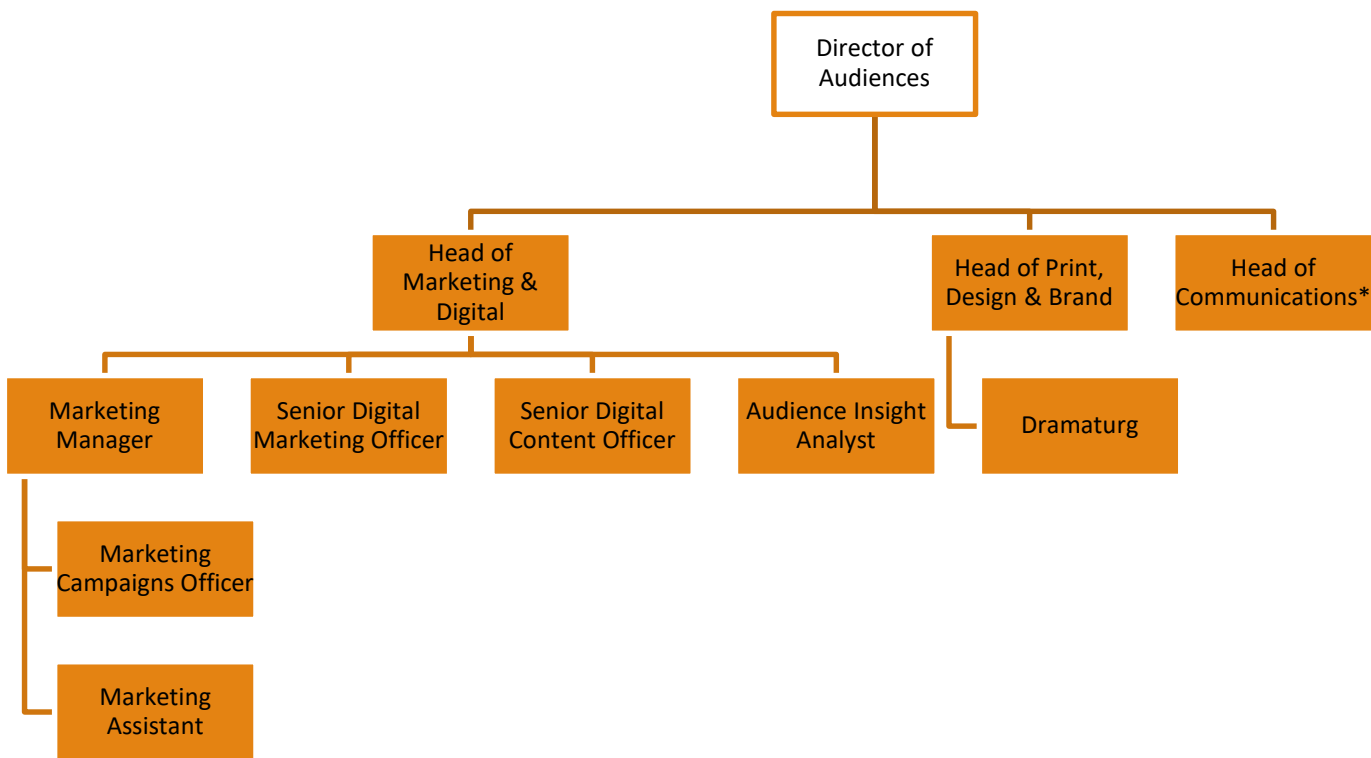 Director of
Audiences
Head of
Marketing &
Digital
Head of Print,
Design & Brand
Head of
Communications*
Marketing
Manager
Senior Digital
Marketing Officer
Senior Digital
Content Officer
Audience Insight
Analyst
Dramaturg
Marketing
Campaigns Officer
Marketing
Assistant